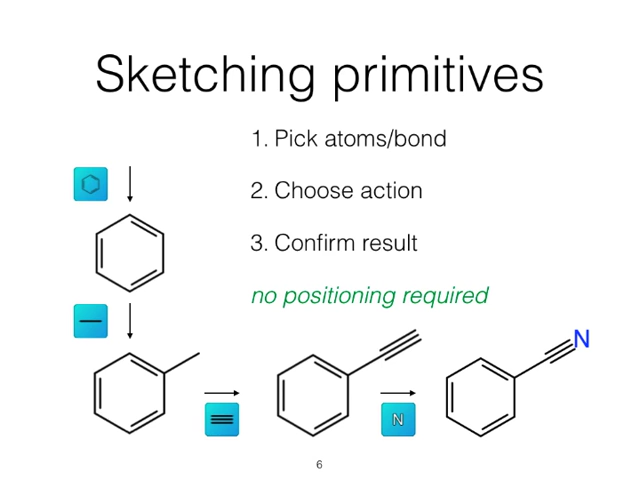 Sketching primitives
1. Pick atoms/bond
2. Choose action
3. Confirm result
no positioning required
N
N
6